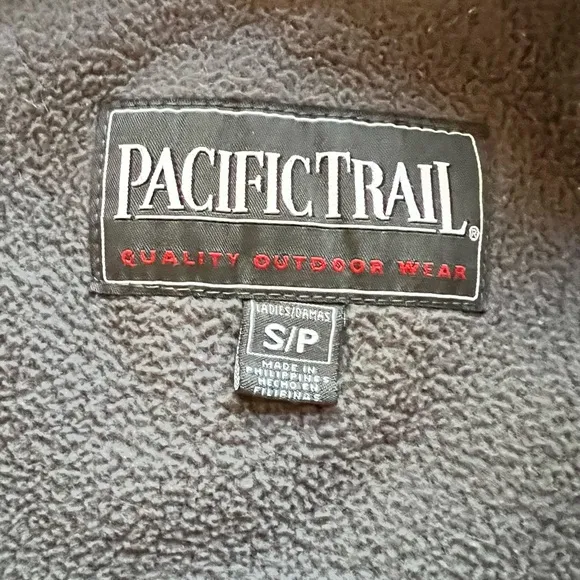 PACIFIC TRAIL®
QUALITY OUTDOOR WEAR
LADIES/DAMAS
S/P
MADE IN
PHILIPPINES
HECHO EN
FILIPINAS